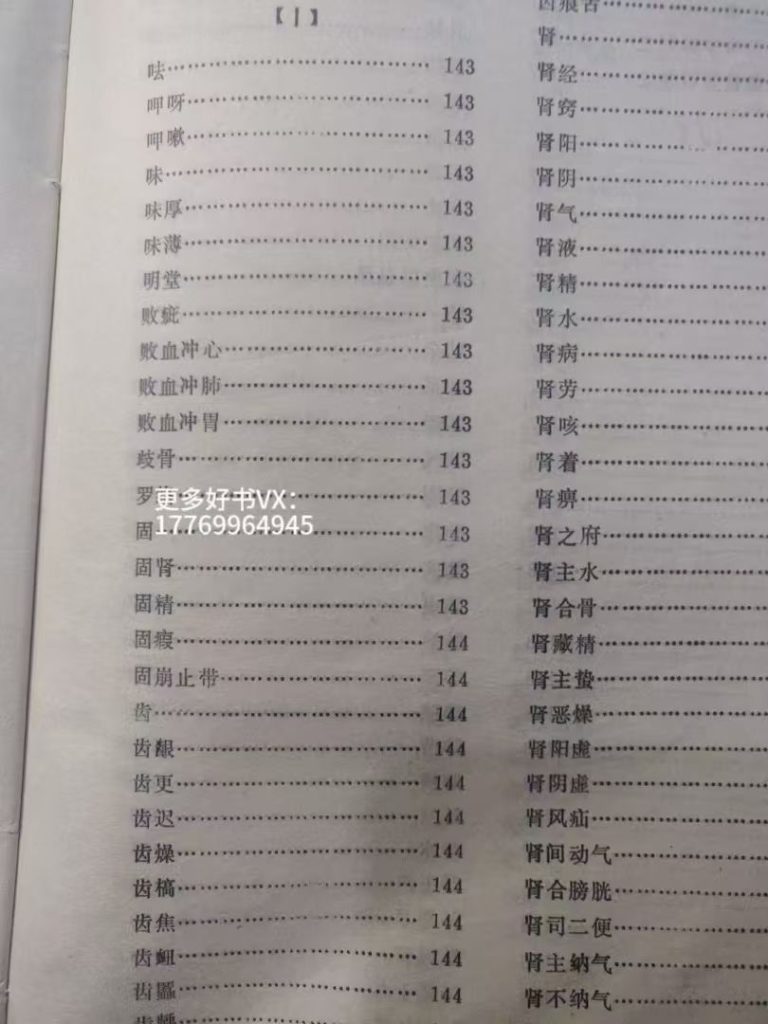 【丨】
呿 143
呷呀 143
呷嗽 143
味 143
味厚 143
味薄 143
明堂 143
败疵 143
败血冲心 143
败血冲肺 143
败血冲胃 143
歧骨 143
罗 143
更多好书VX：
17769964945
固 143
固肾 143
固精 143
固瘕 144
固崩止带 144
齿 144
齿龈 144
齿更 144
齿迟 144
齿燥 144
齿槁 144
齿焦 144
齿衄 144
齿 144
肾
肾经
肾窍
肾阳
肾阴
肾气
肾液
肾精
肾水
肾病
肾劳
肾咳
肾着
肾痹
肾之府
肾主水
肾合骨
肾藏精
肾主蛰
肾恶燥
肾阳虚
肾阴虚
肾风疝
肾间动气
肾合膀胱
肾司二便
肾主纳气
肾不纳气